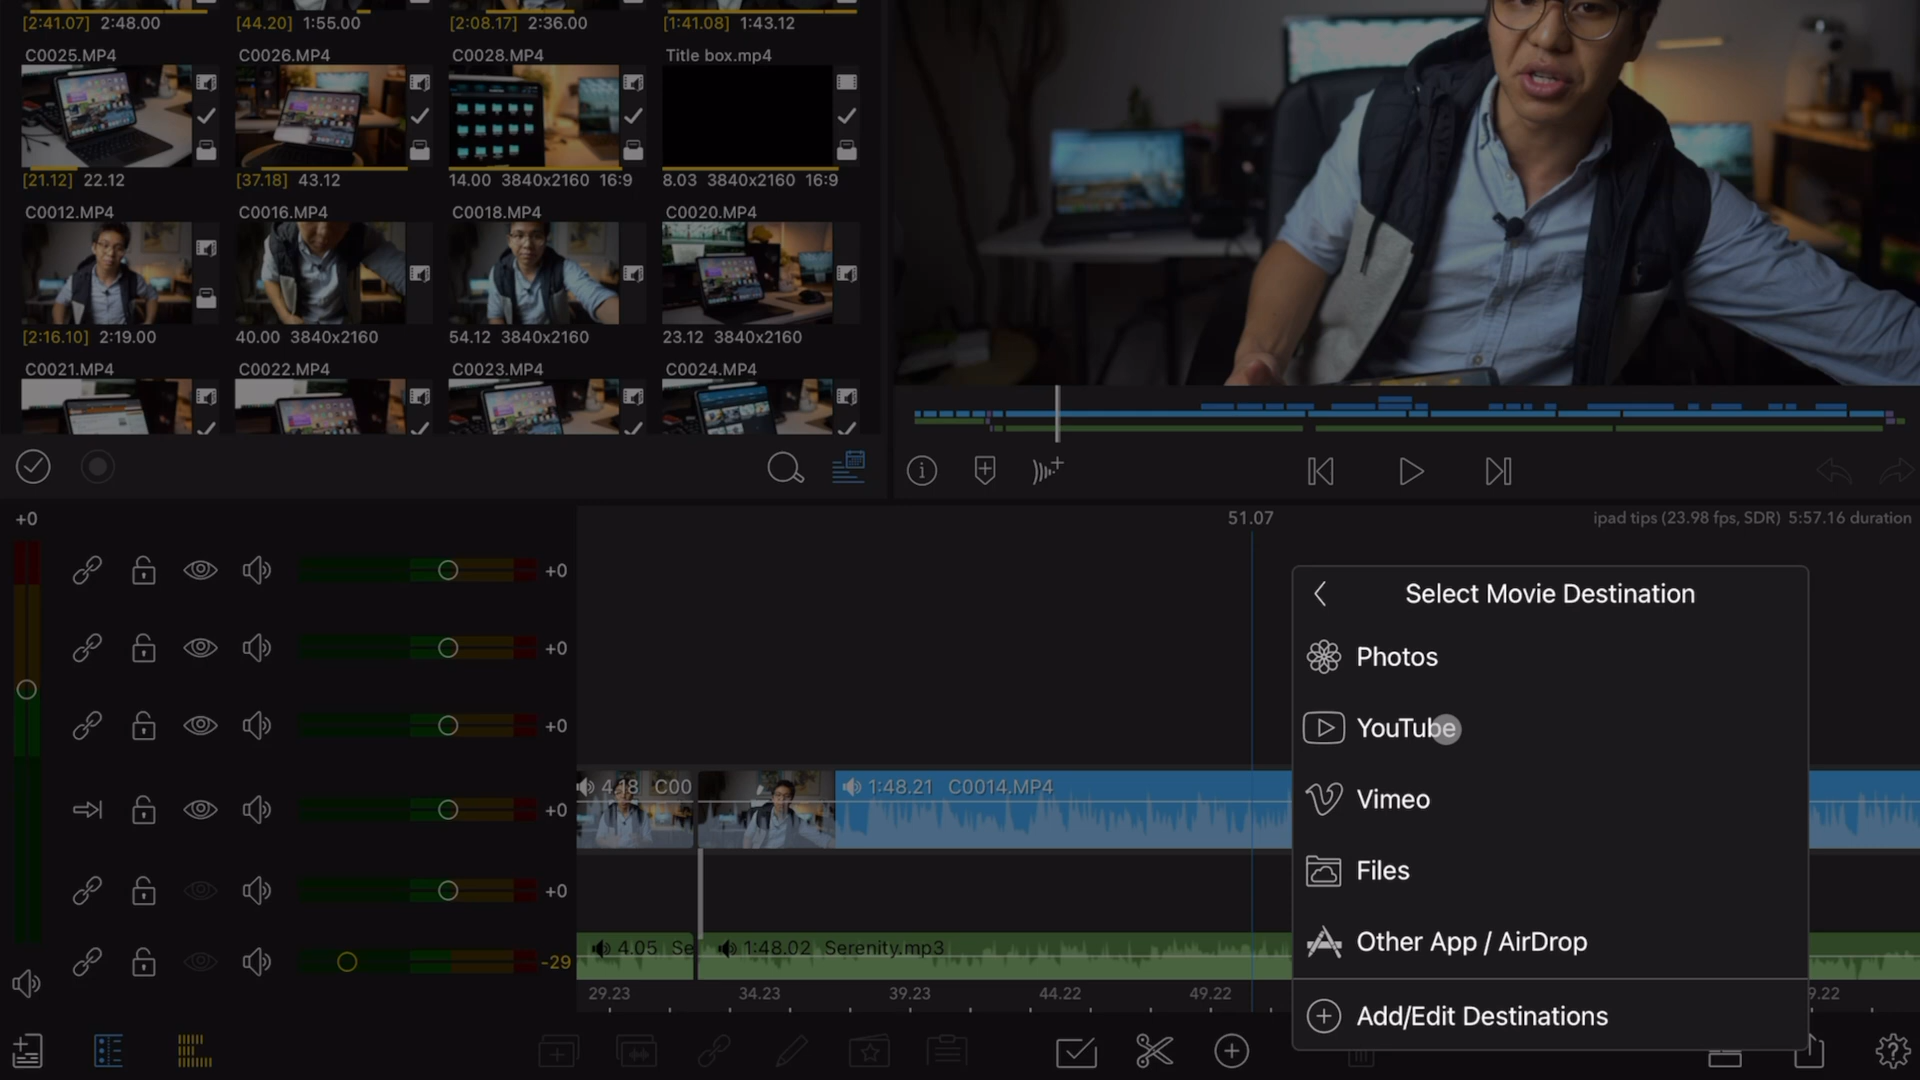 [2:41.07] 2:48.00
[44.20] 1:55.00
[2:08.17] 2:36.00
[1:41.08] 1:43.12
C0025.MP4
C0026.MP4
C0028.MP4
Title box.mp4
[21.12] 22.12
[37.18] 43.12
14.00 3840x2160 16:9
8.03 3840x2160 16:9
C0012.MP4
C0016.MP4
C0018.MP4
C0020.MP4
[2:16.10] 2:19.00
40.00 3840x2160
54.12 3840x2160
23.12 3840x2160
C0021.MP4
C0022.MP4
C0023.MP4
C0024.MP4
+0
51.07
ipad tips (23.98 fps, SDR) 5:57.16 duration
+0
+0
+0
+0
+0
-29
4.18 C00
1:48.21 C0014.MP4
4.05 Se
1:48.02 Serenity.mp3
29.23
34.23
39.23
44.22
49.22
9.22
Select Movie Destination
Photos
YouTube
Vimeo
Files
Other App / AirDrop
Add/Edit Destinations